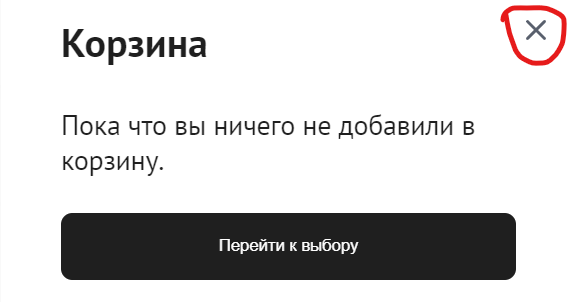 Корзина
Пока что вы ничего не добавили в
корзину.
Перейти к выбору